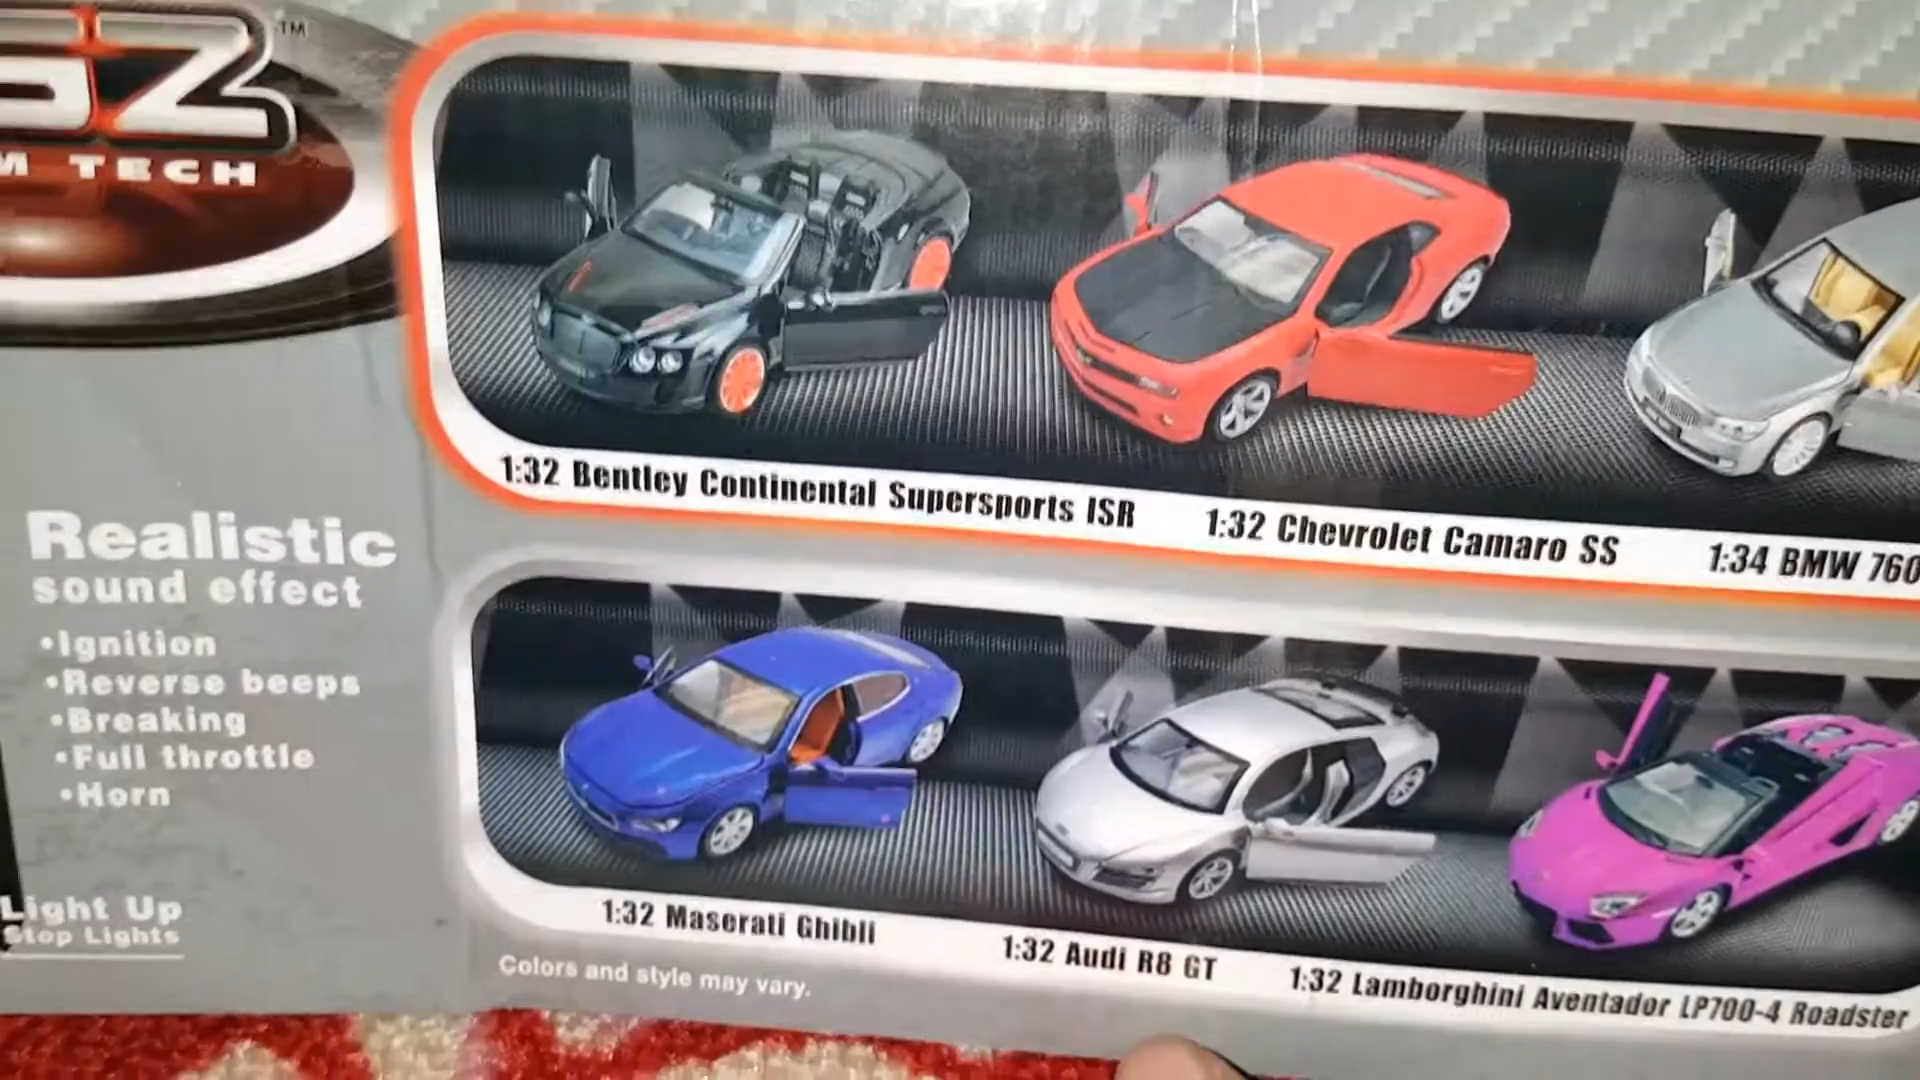 TM
TECH
Realistic
sound effect
•Ignition
•Reverse beeps
•Breaking
•Full throttle
•Horn
Light Up
Stop Lights
1:32 Bentley Continental Supersports ISR
1:32 Chevrolet Camaro SS
1:34 BMW 760
1:32 Maserati Ghibli
1:32 Audi R8 GT
1:32 Lamborghini Aventador LP700-4 Roadster
Colors and style may vary.